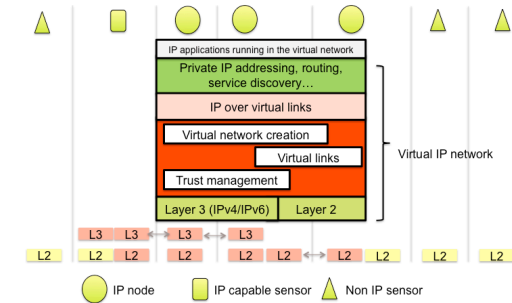 IP applications running in the virtual network
Private IP addressing, routing,
service discovery…
IP over virtual links
Virtual network creation
Virtual links
Virtual IP network
Trust management
Layer 3 (IPv4/IPv6) Layer 2
L3 L3 L3 L3
L2 L2 L2 L2 L2 L2 L2 L2 L2 L2
IP node IP capable sensor Non IP sensor